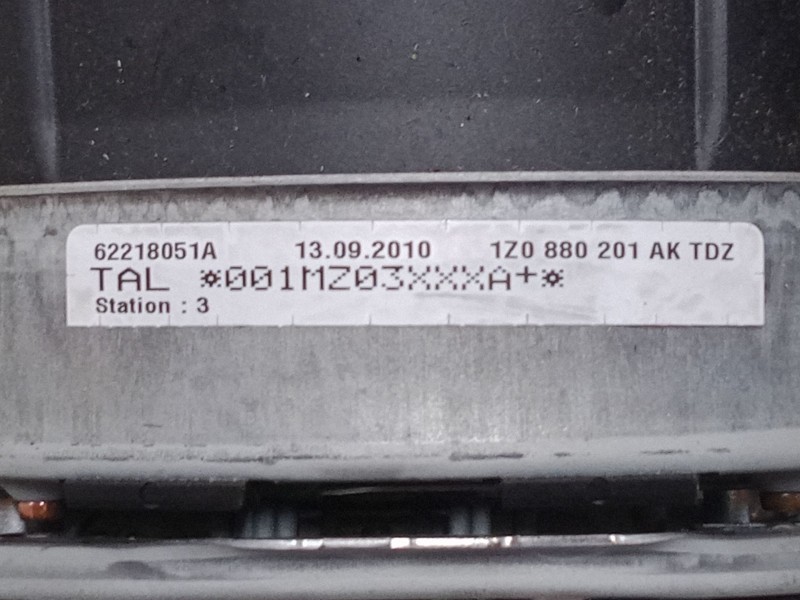 62218051A 13.09.2010 1Z0 880 201 AK TDZ
TAL *001MZ03XXXA+*
Station : 3